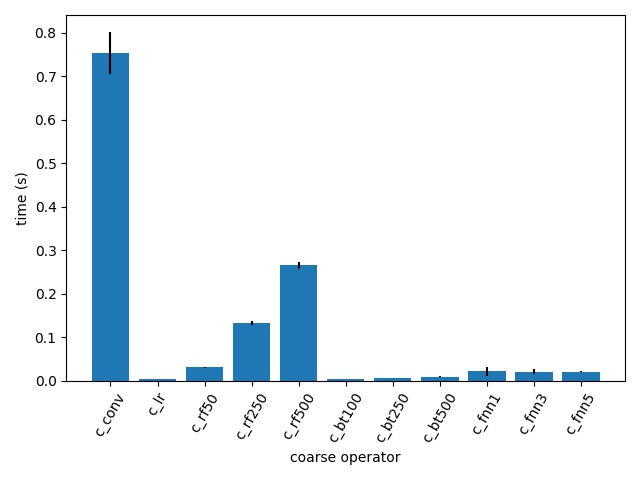 time (s)
0.8
0.7
0.6
0.5
0.4
0.3
0.2
0.1
0.0
c_conv
c_lr
c_rf50
c_rf250
c_rf500
c_bt100
c_bt250
c_bt500
c_fnn1
c_fnn3
c_fnn5
coarse operator